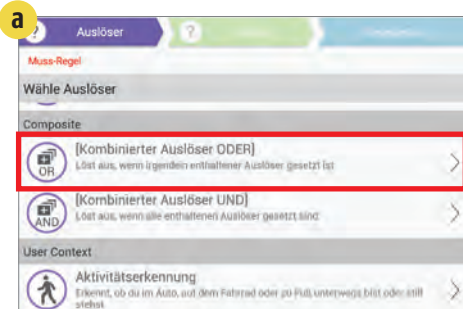 a
? Auslöser ?
Muss-Regel
Wähle Auslöser
Composite
[Kombinierter Auslöser ODER]
Löst aus, wenn irgendein enthaltener Auslöser gesetzt ist
OR
[Kombinierter Auslöser UND]
Löst aus, wenn alle enthaltenen Auslöser gesetzt sind
AND
User Context
Aktivitätserkennung
Erkennt, ob du im Auto, auf dem Fahrrad oder zu Fuß unterwegs bist oder still
stehst